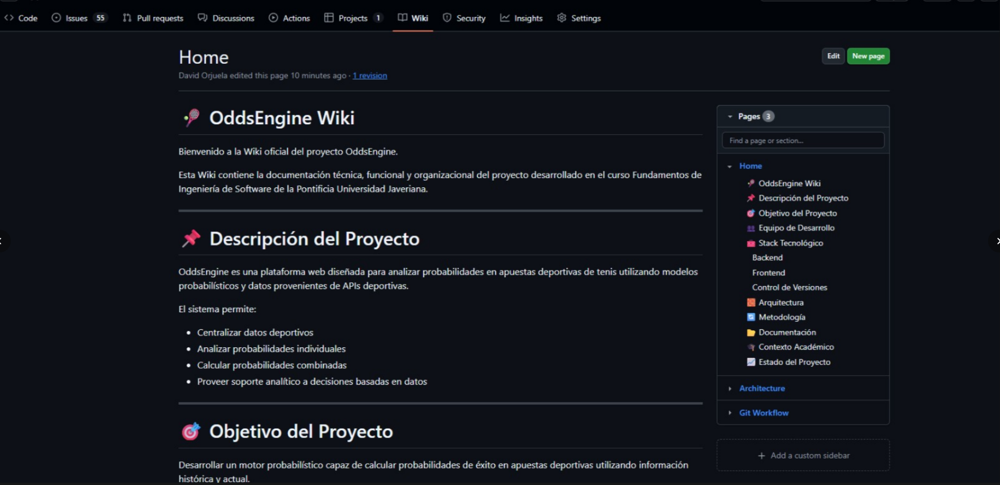 Code Issues 55 Pull requests Discussions Actions Projects 1 Wiki Security Insights Settings
Home
Edit New page
David Orjuela edited this page 10 minutes ago · 1 revision
OddsEngine Wiki
Bienvenido a la Wiki oficial del proyecto OddsEngine.
Esta Wiki contiene la documentación técnica, funcional y organizacional del proyecto desarrollado en el curso Fundamentos de
Ingeniería de Software de la Pontificia Universidad Javeriana.
Descripción del Proyecto
OddsEngine es una plataforma web diseñada para analizar probabilidades en apuestas deportivas de tenis utilizando modelos
probabilísticos y datos provenientes de APIs deportivas.
El sistema permite:
• Centralizar datos deportivos
• Analizar probabilidades individuales
• Calcular probabilidades combinadas
• Proveer soporte analítico a decisiones basadas en datos
Objetivo del Proyecto
Desarrollar un motor probabilístico capaz de calcular probabilidades de éxito en apuestas deportivas utilizando información
histórica y actual.
Pages 3
Find a page or section...
Home
OddsEngine Wiki
Descripción del Proyecto
Objetivo del Proyecto
Equipo de Desarrollo
Stack Tecnológico
Backend
Frontend
Control de Versiones
Arquitectura
Metodología
Documentación
Contexto Académico
Estado del Proyecto
Architecture
Git Workflow
+ Add a custom sidebar